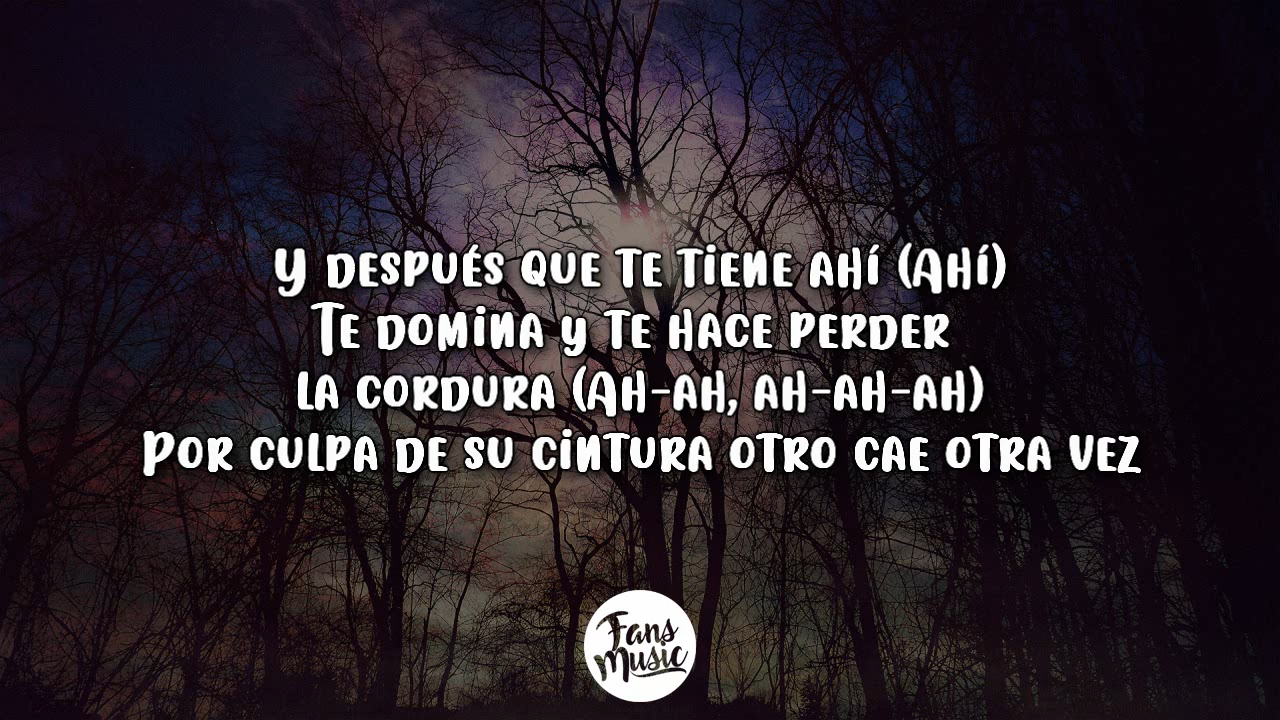 Y después que te tiene ahí (Ahí)
Te domina y te hace perder
la cordura (Ah-ah, ah-ah-ah)
Por culpa de su cintura otro cae otra vez
Fans
Music